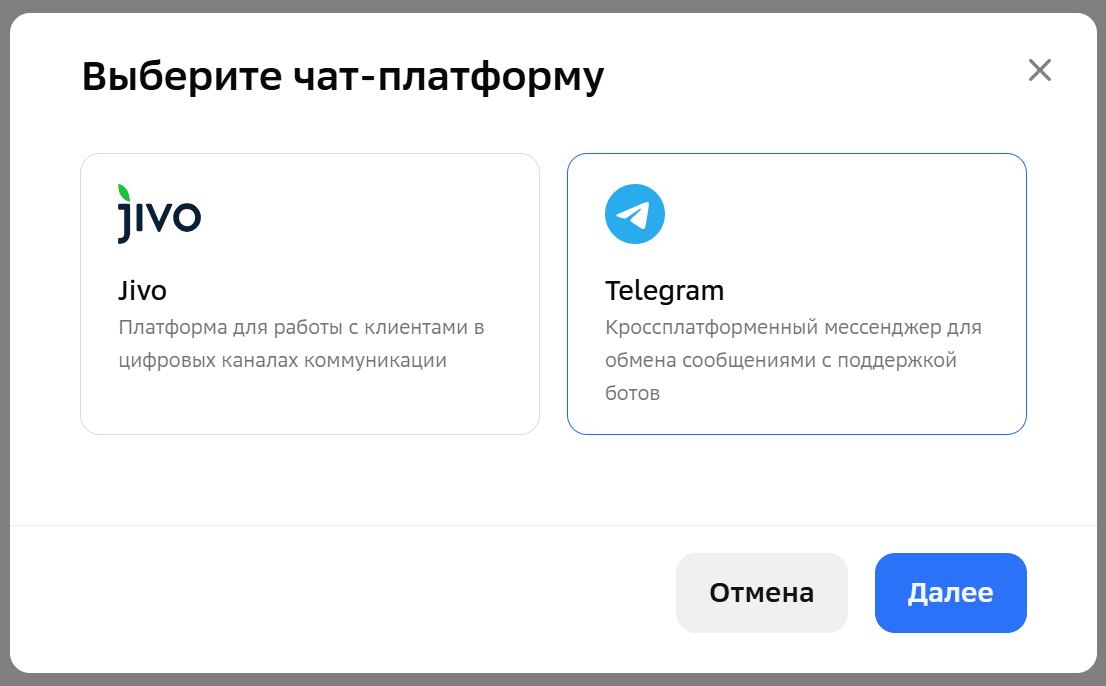 Выберите чат-платформу
jivo
Jivo
Платформа для работы с клиентами в
цифровых каналах коммуникации
Telegram
Кроссплатформенный мессенджер для
обмена сообщениями с поддержкой
ботов
Отмена
Далее